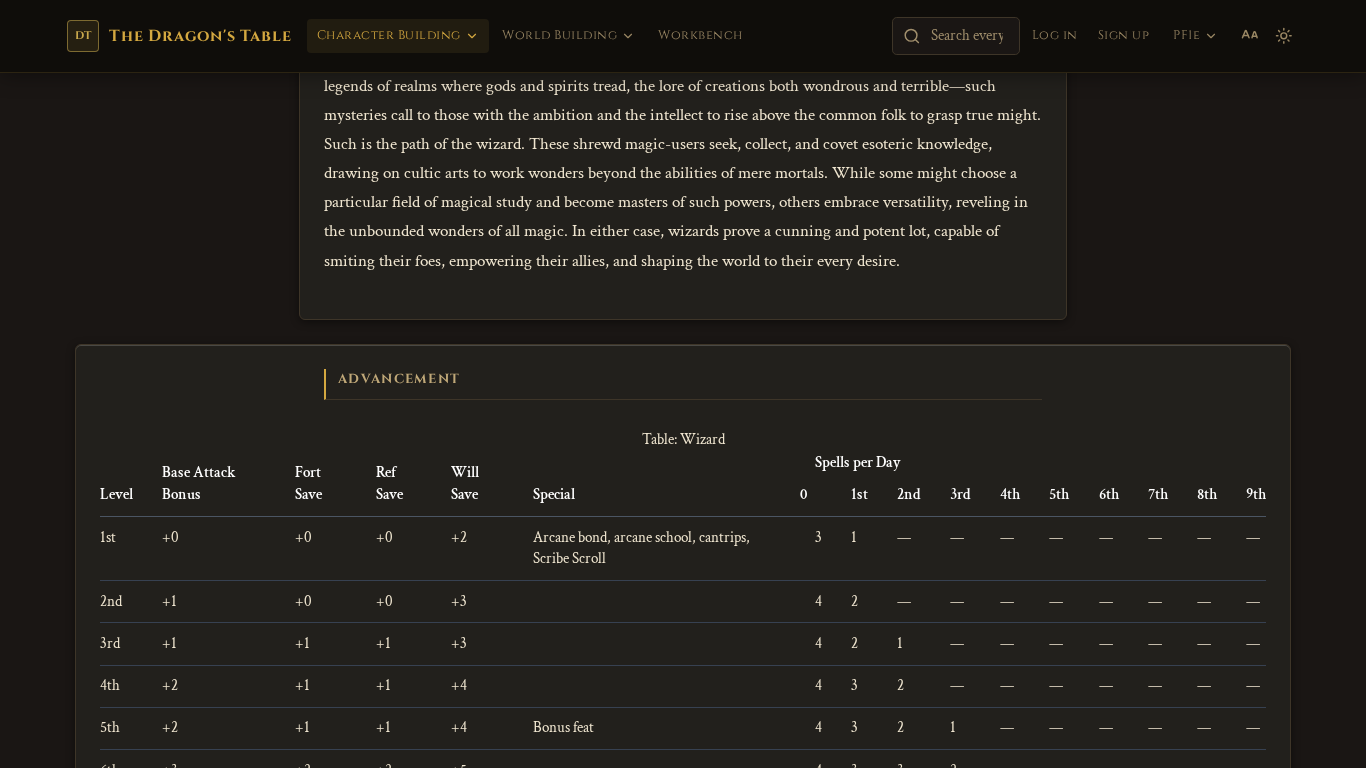 DT The Dragon's Table Character Building World Building Workbench Search every Log in Sign up PF1e AA
legends of realms where gods and spirits tread, the lore of creations both wondrous and terrible—such
mysteries call to those with the ambition and the intellect to rise above the common folk to grasp true might.
Such is the path of the wizard. These shrewd magic-users seek, collect, and covet esoteric knowledge,
drawing on cultic arts to work wonders beyond the abilities of mere mortals. While some might choose a
particular field of magical study and become masters of such powers, others embrace versatility, reveling in
the unbounded wonders of all magic. In either case, wizards prove a cunning and potent lot, capable of
smiting their foes, empowering their allies, and shaping the world to their every desire.
ADVANCEMENT
Table: Wizard
Spells per Day
Base Attack Fort Ref Will
Level Bonus Save Save Save Special 0 1st 2nd 3rd 4th 5th 6th 7th 8th 9th
1st +0 +0 +0 +2 Arcane bond, arcane school, cantrips, 3 1 — — — — — — — —
Scribe Scroll
2nd +1 +0 +0 +3 4 2 — — — — — — — —
3rd +1 +1 +1 +3 4 2 1 — — — — — — —
4th +2 +1 +1 +4 4 3 2 — — — — — — —
5th +2 +1 +1 +4 Bonus feat 4 3 2 1 — — — — — —